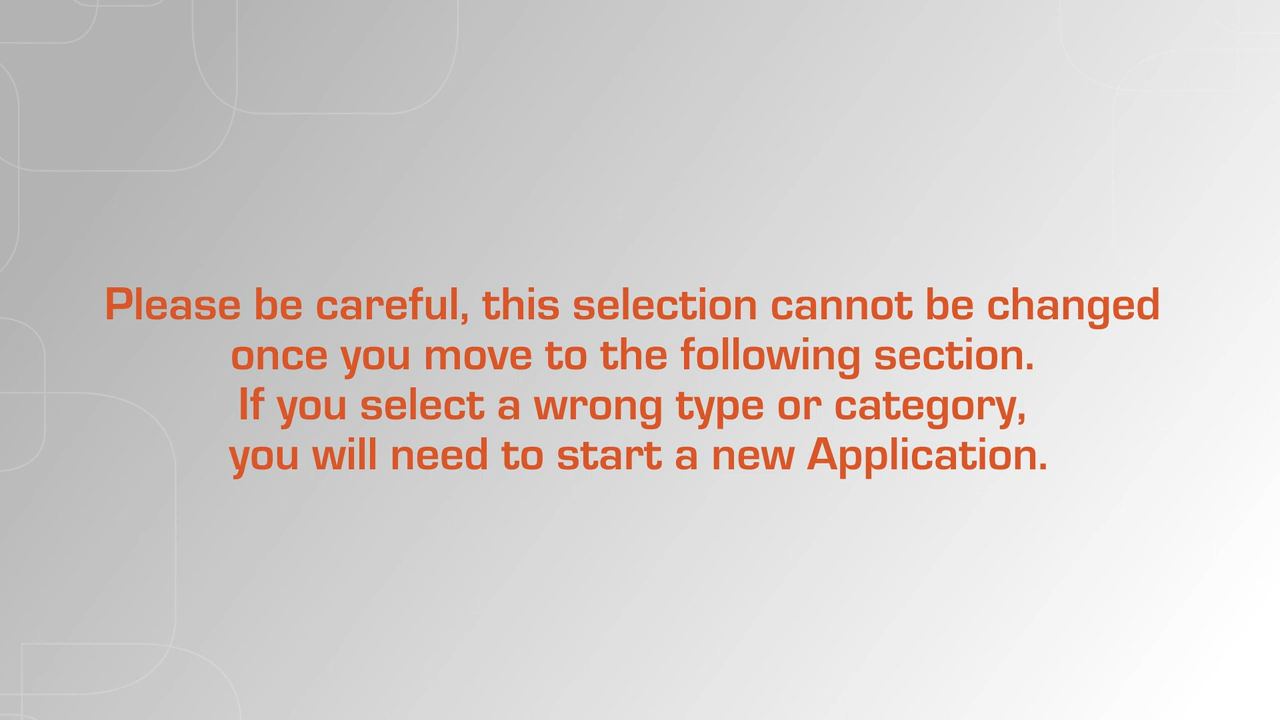 Please be careful, this selection cannot be changed
once you move to the following section.
If you select a wrong type or category,
you will need to start a new Application.